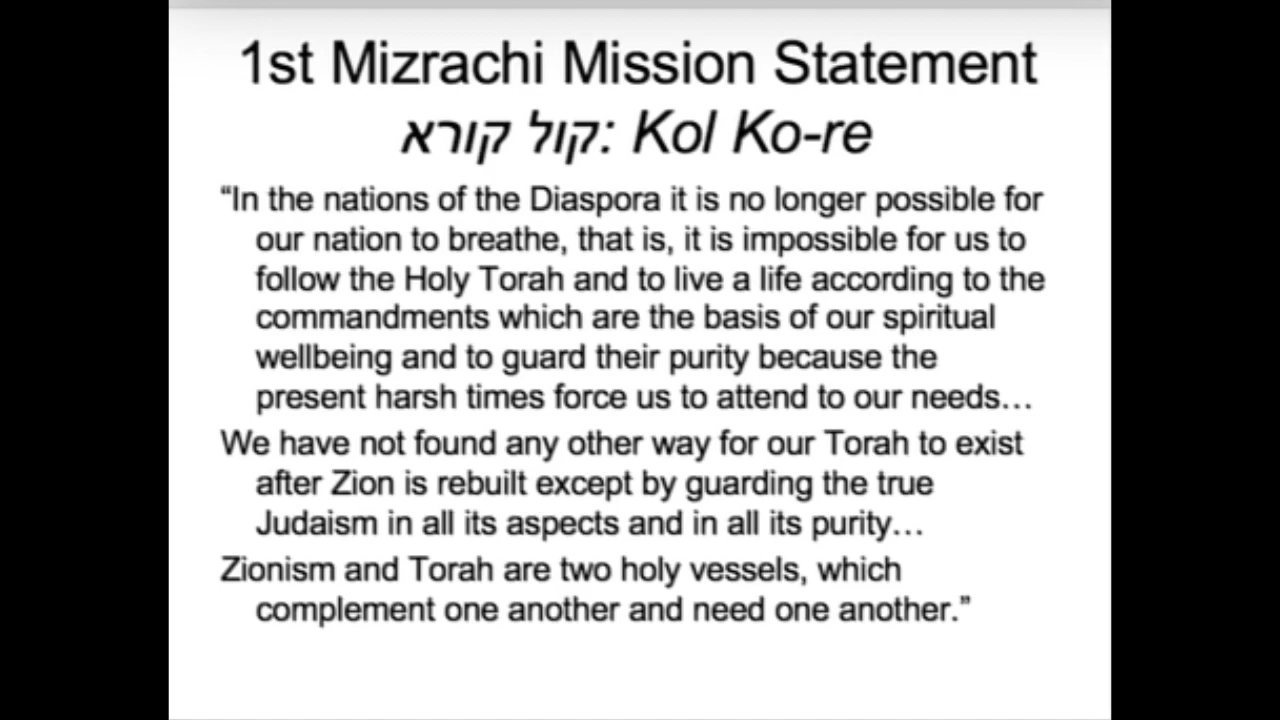 1st Mizrachi Mission Statement
קול קורא: Kol Ko-re
“In the nations of the Diaspora it is no longer possible for
our nation to breathe, that is, it is impossible for us to
follow the Holy Torah and to live a life according to the
commandments which are the basis of our spiritual
wellbeing and to guard their purity because the
present harsh times force us to attend to our needs…
We have not found any other way for our Torah to exist
after Zion is rebuilt except by guarding the true
Judaism in all its aspects and in all its purity…
Zionism and Torah are two holy vessels, which
complement one another and need one another.”